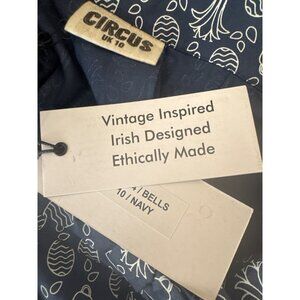 CIRCUS
UK 10
Vintage Inspired
Irish Designed
Ethically Made
/ BELLS
10 / NAVY